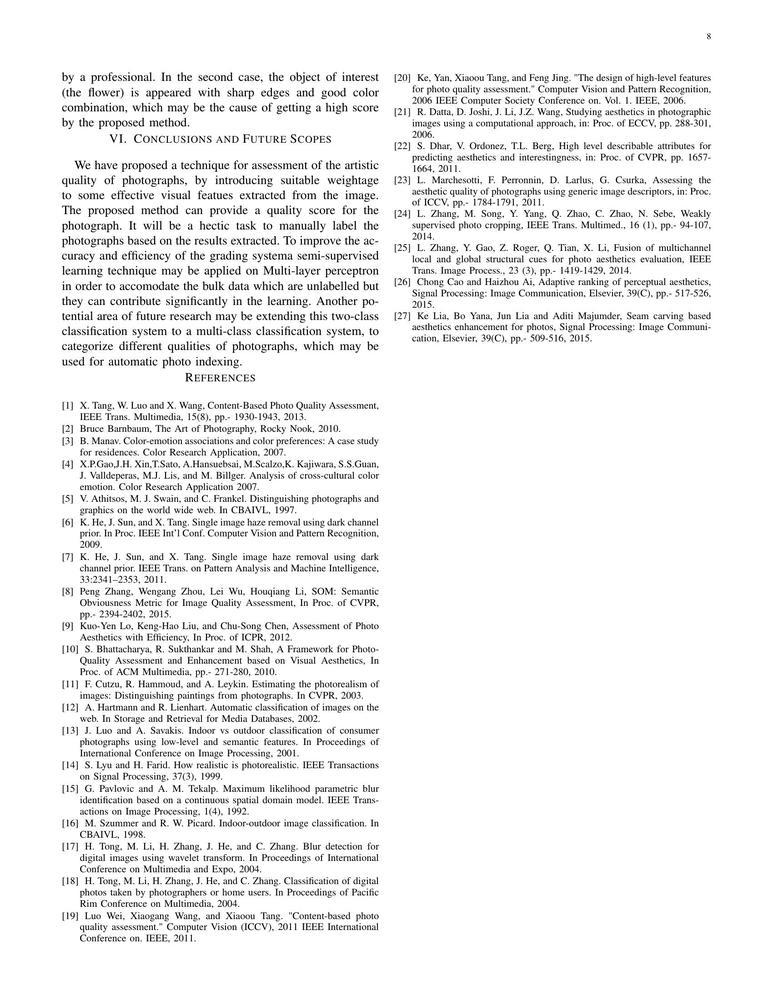 8
by a professional. In the second case, the object of interest
(the flower) is appeared with sharp edges and good color
combination, which may be the cause of getting a high score
by the proposed method.
VI. CONCLUSIONS AND FUTURE SCOPES
We have proposed a technique for assessment of the artistic
quality of photographs, by introducing suitable weightage
to some effective visual featues extracted from the image.
The proposed method can provide a quality score for the
photograph. It will be a hectic task to manually label the
photographs based on the results extracted. To improve the ac-
curacy and efficiency of the grading systema semi-supervised
learning technique may be applied on Multi-layer perceptron
in order to accomodate the bulk data which are unlabelled but
they can contribute significantly in the learning. Another po-
tential area of future research may be extending this two-class
classification system to a multi-class classification system, to
categorize different qualities of photographs, which may be
used for automatic photo indexing.
REFERENCES
[1] X. Tang, W. Luo and X. Wang, Content-Based Photo Quality Assessment,
IEEE Trans. Multimedia, 15(8), pp.- 1930-1943, 2013.
[2] Bruce Barnbaum, The Art of Photography, Rocky Nook, 2010.
[3] B. Manav. Color-emotion associations and color preferences: A case study
for residences. Color Research Application, 2007.
[4] X.P.Gao,J.H. Xin,T.Sato, A.Hansuebsai, M.Scalzo,K. Kajiwara, S.S.Guan,
J. Valldeperas, M.J. Lis, and M. Billger. Analysis of cross-cultural color
emotion. Color Research Application 2007.
[5] V. Athitsos, M. J. Swain, and C. Frankel. Distinguishing photographs and
graphics on the world wide web. In CBAIVL, 1997.
[6] K. He, J. Sun, and X. Tang. Single image haze removal using dark channel
prior. In Proc. IEEE Int'l Conf. Computer Vision and Pattern Recognition,
2009.
[7] K. He, J. Sun, and X. Tang. Single image haze removal using dark
channel prior. IEEE Trans. on Pattern Analysis and Machine Intelligence,
33:2341–2353, 2011.
[8] Peng Zhang, Wengang Zhou, Lei Wu, Houqiang Li, SOM: Semantic
Obviousness Metric for Image Quality Assessment, In Proc. of CVPR,
pp.- 2394-2402, 2015.
[9] Kuo-Yen Lo, Keng-Hao Liu, and Chu-Song Chen, Assessment of Photo
Aesthetics with Efficiency, In Proc. of ICPR, 2012.
[10] S. Bhattacharya, R. Sukthankar and M. Shah, A Framework for Photo-
Quality Assessment and Enhancement based on Visual Aesthetics, In
Proc. of ACM Multimedia, pp.- 271-280, 2010.
[11] F. Cutzu, R. Hammoud, and A. Leykin. Estimating the photorealism of
images: Distinguishing paintings from photographs. In CVPR, 2003.
[12] A. Hartmann and R. Lienhart. Automatic classification of images on the
web. In Storage and Retrieval for Media Databases, 2002.
[13] J. Luo and A. Savakis. Indoor vs outdoor classification of consumer
photographs using low-level and semantic features. In Proceedings of
International Conference on Image Processing, 2001.
[14] S. Lyu and H. Farid. How realistic is photorealistic. IEEE Transactions
on Signal Processing, 37(3), 1999.
[15] G. Pavlovic and A. M. Tekalp. Maximum likelihood parametric blur
identification based on a continuous spatial domain model. IEEE Trans-
actions on Image Processing, 1(4), 1992.
[16] M. Szummer and R. W. Picard. Indoor-outdoor image classification. In
CBAIVL, 1998.
[17] H. Tong, M. Li, H. Zhang, J. He, and C. Zhang. Blur detection for
digital images using wavelet transform. In Proceedings of International
Conference on Multimedia and Expo, 2004.
[18] H. Tong, M. Li, H. Zhang, J. He, and C. Zhang. Classification of digital
photos taken by photographers or home users. In Proceedings of Pacific
Rim Conference on Multimedia, 2004.
[19] Luo Wei, Xiaogang Wang, and Xiaoou Tang. "Content-based photo
quality assessment." Computer Vision (ICCV), 2011 IEEE International
Conference on. IEEE, 2011.
[20] Ke, Yan, Xiaoou Tang, and Feng Jing. "The design of high-level features
for photo quality assessment." Computer Vision and Pattern Recognition,
2006 IEEE Computer Society Conference on. Vol. 1. IEEE, 2006.
[21] R. Datta, D. Joshi, J. Li, J.Z. Wang, Studying aesthetics in photographic
images using a computational approach, in: Proc. of ECCV, pp. 288-301,
2006.
[22] S. Dhar, V. Ordonez, T.L. Berg, High level describable attributes for
predicting aesthetics and interestingness, in: Proc. of CVPR, pp. 1657-
1664, 2011.
[23] L. Marchesotti, F. Perronnin, D. Larlus, G. Csurka, Assessing the
aesthetic quality of photographs using generic image descriptors, in: Proc.
of ICCV, pp.- 1784-1791, 2011.
[24] L. Zhang, M. Song, Y. Yang, Q. Zhao, C. Zhao, N. Sebe, Weakly
supervised photo cropping, IEEE Trans. Multimed., 16 (1), pp.- 94-107,
2014.
[25] L. Zhang, Y. Gao, Z. Roger, Q. Tian, X. Li, Fusion of multichannel
local and global structural cues for photo aesthetics evaluation, IEEE
Trans. Image Process., 23 (3), pp.- 1419-1429, 2014.
[26] Chong Cao and Haizhou Ai, Adaptive ranking of perceptual aesthetics,
Signal Processing: Image Communication, Elsevier, 39(C), pp.- 517-526,
2015.
[27] Ke Lia, Bo Yana, Jun Lia and Aditi Majumder, Seam carving based
aesthetics enhancement for photos, Signal Processing: Image Communi-
cation, Elsevier, 39(C), pp.- 509-516, 2015.